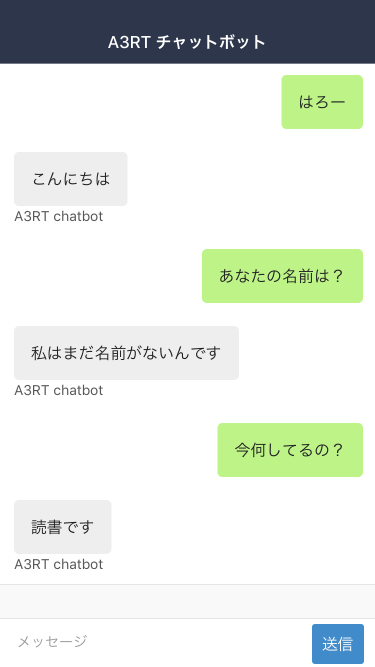 A3RT チャットボット
はろー
こんにちは
A3RT chatbot
あなたの名前は？
私はまだ名前がないんです
A3RT chatbot
今何してるの？
読書です
A3RT chatbot
メッセージ
送信